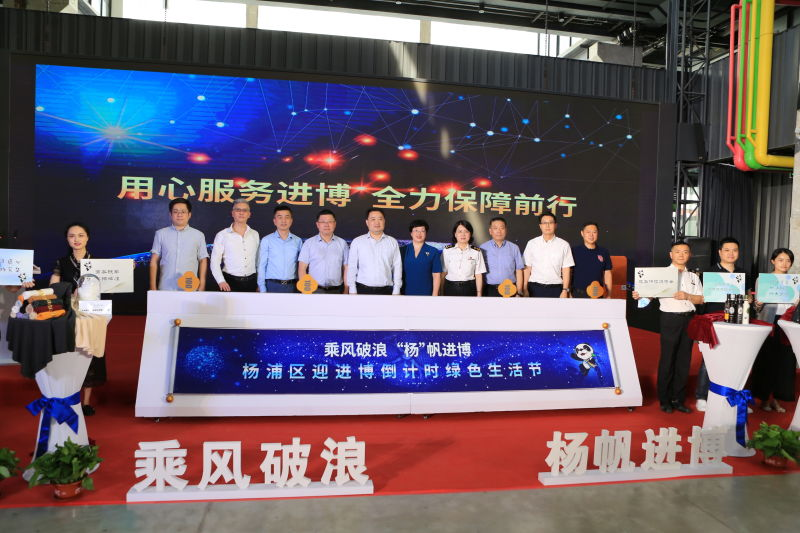 用心服务进博 全力保障前行
乘风破浪 “杨”帆进博
杨浦区迎进博倒计时绿色生活节
乘风破浪
杨帆进博